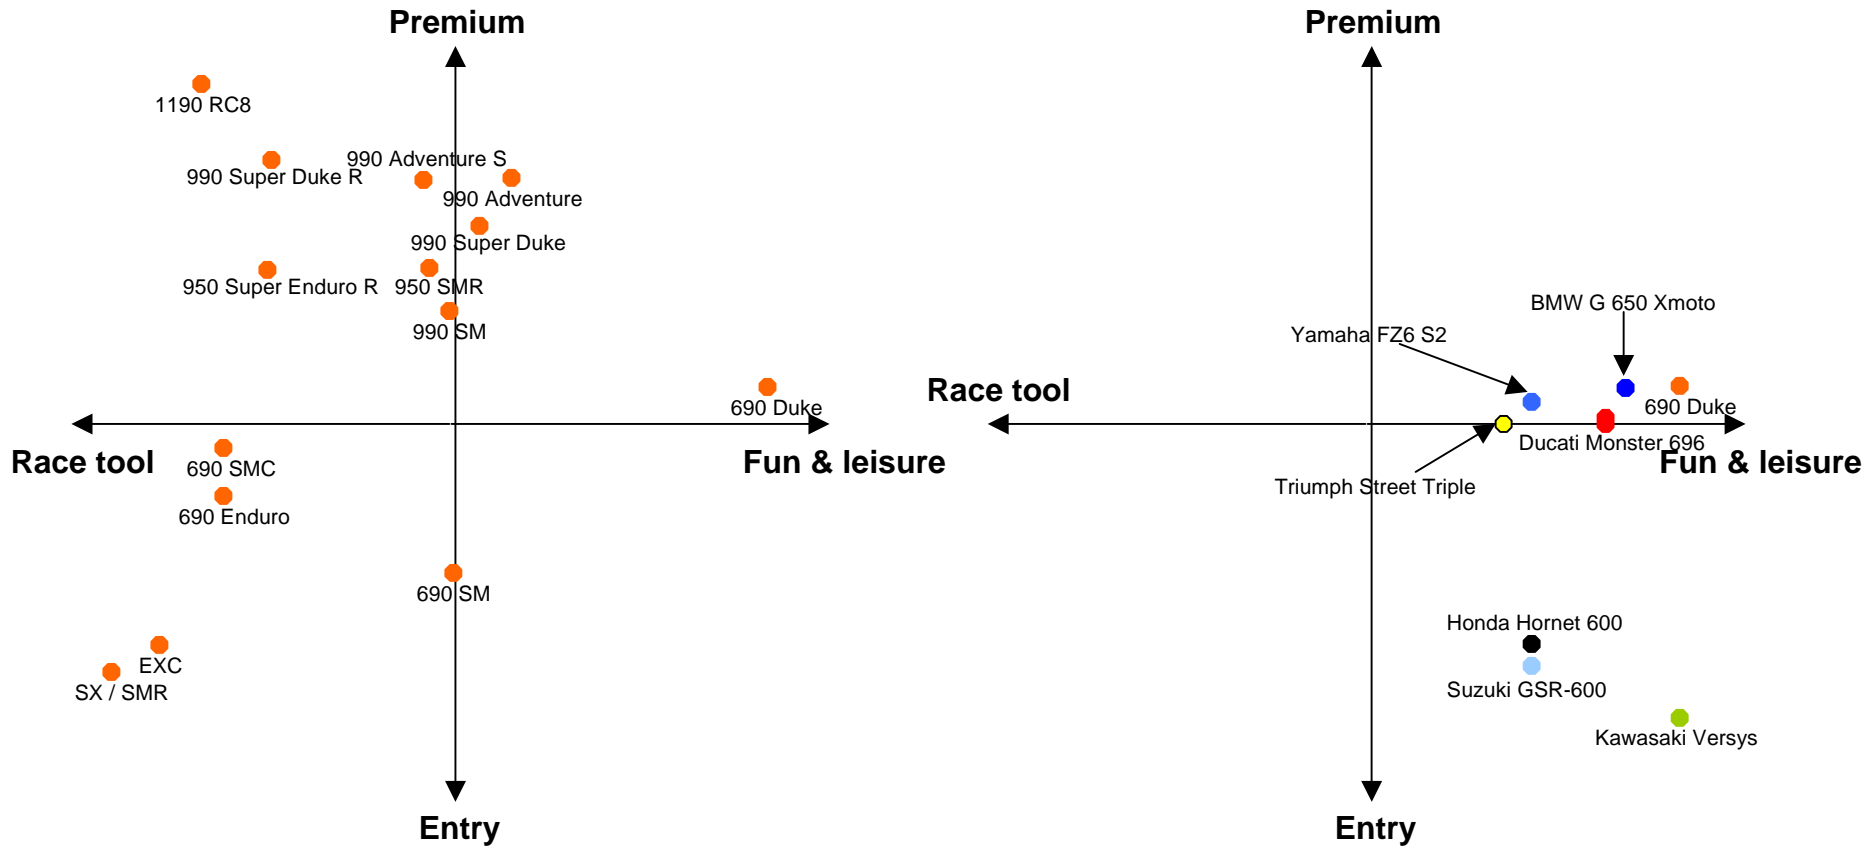 Premium
1190 RC8
990 Super Duke R
990 Adventure S
990 Adventure
990 Super Duke
950 Super Enduro R
950 SMR
990 SM
690 Duke
Race tool
Fun & leisure
690 SMC
690 Enduro
690 SM
EXC
SX / SMR
Entry
Premium
BMW G 650 Xmoto
Yamaha FZ6 S2
Race tool
690 Duke
Ducati Monster 696
Fun & leisure
Triumph Street Triple
Honda Hornet 600
Suzuki GSR-600
Kawasaki Versys
Entry